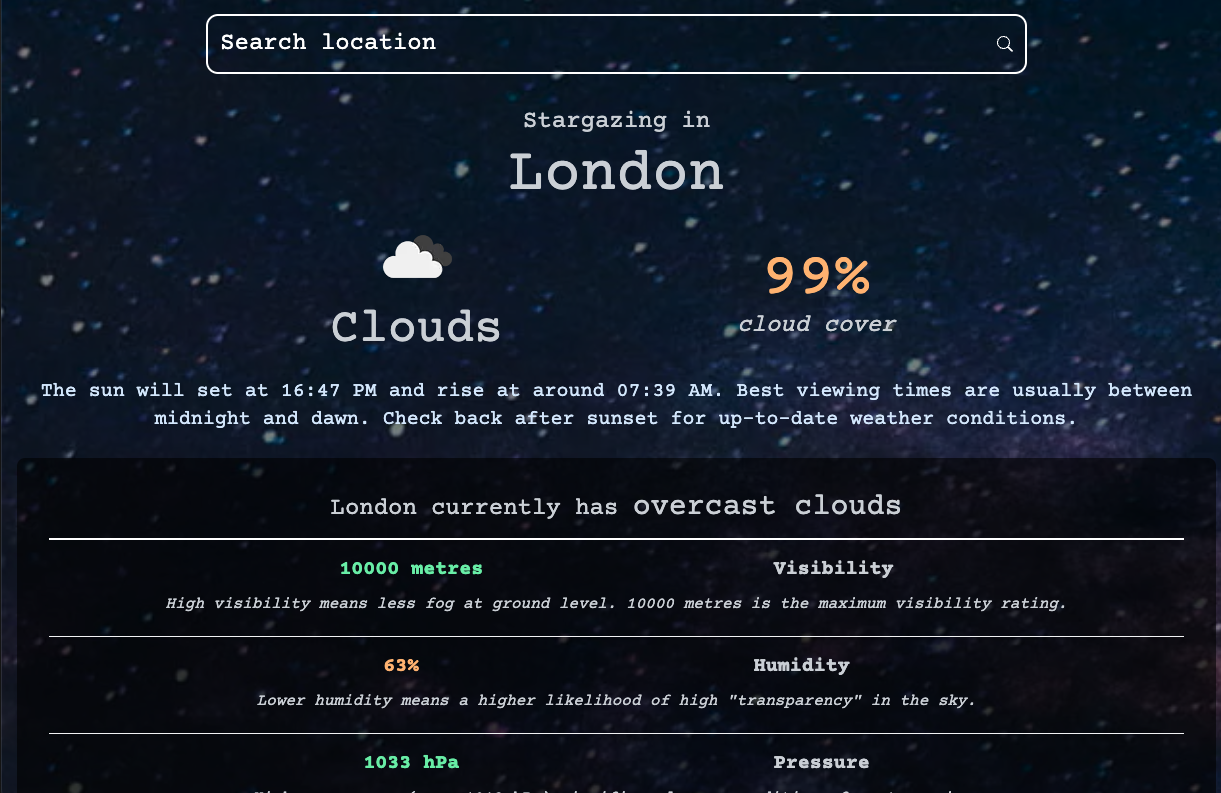 Search location
Stargazing in
London
Clouds
99%
cloud cover
The sun will set at 16:47 PM and rise at around 07:39 AM. Best viewing times are usually between
midnight and dawn. Check back after sunset for up-to-date weather conditions.
London currently has overcast clouds
10000 metres Visibility
High visibility means less fog at ground level. 10000 metres is the maximum visibility rating.
63% Humidity
Lower humidity means a higher likelihood of high "transparency" in the sky.
1033 hPa Pressure